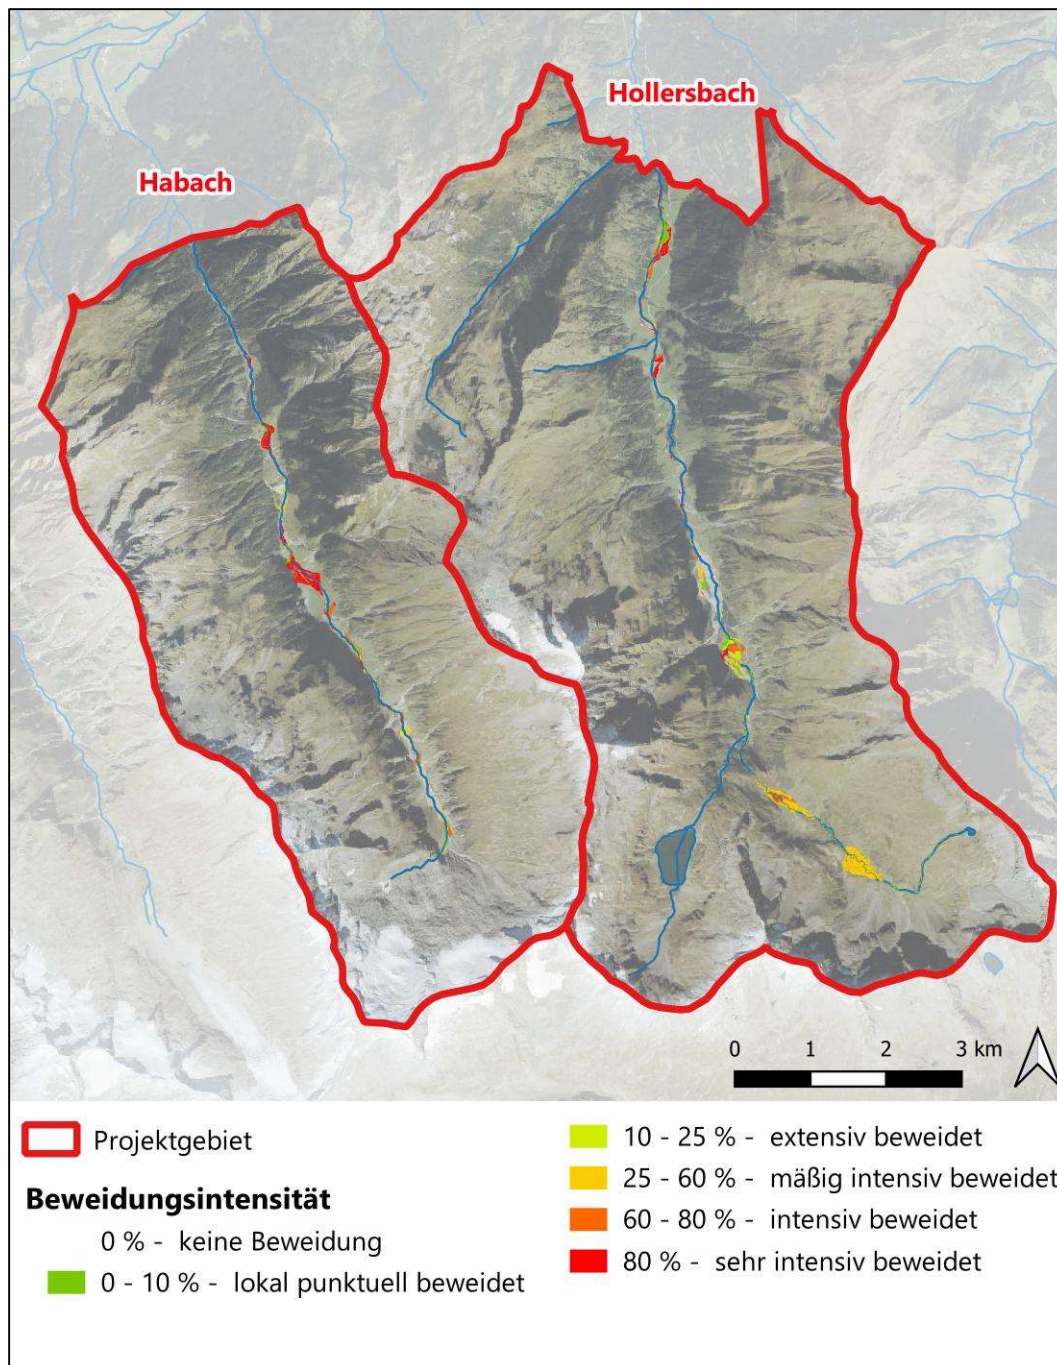 Hollersbach
Habach
0 1 2 3 km
Projektgebiet
Beweidungsintensität
0 % - keine Beweidung
0 - 10 % - lokal punktuell beweidet
10 - 25 % - extensiv beweidet
25 - 60 % - mäßig intensiv beweidet
60 - 80 % - intensiv beweidet
80 % - sehr intensiv beweidet